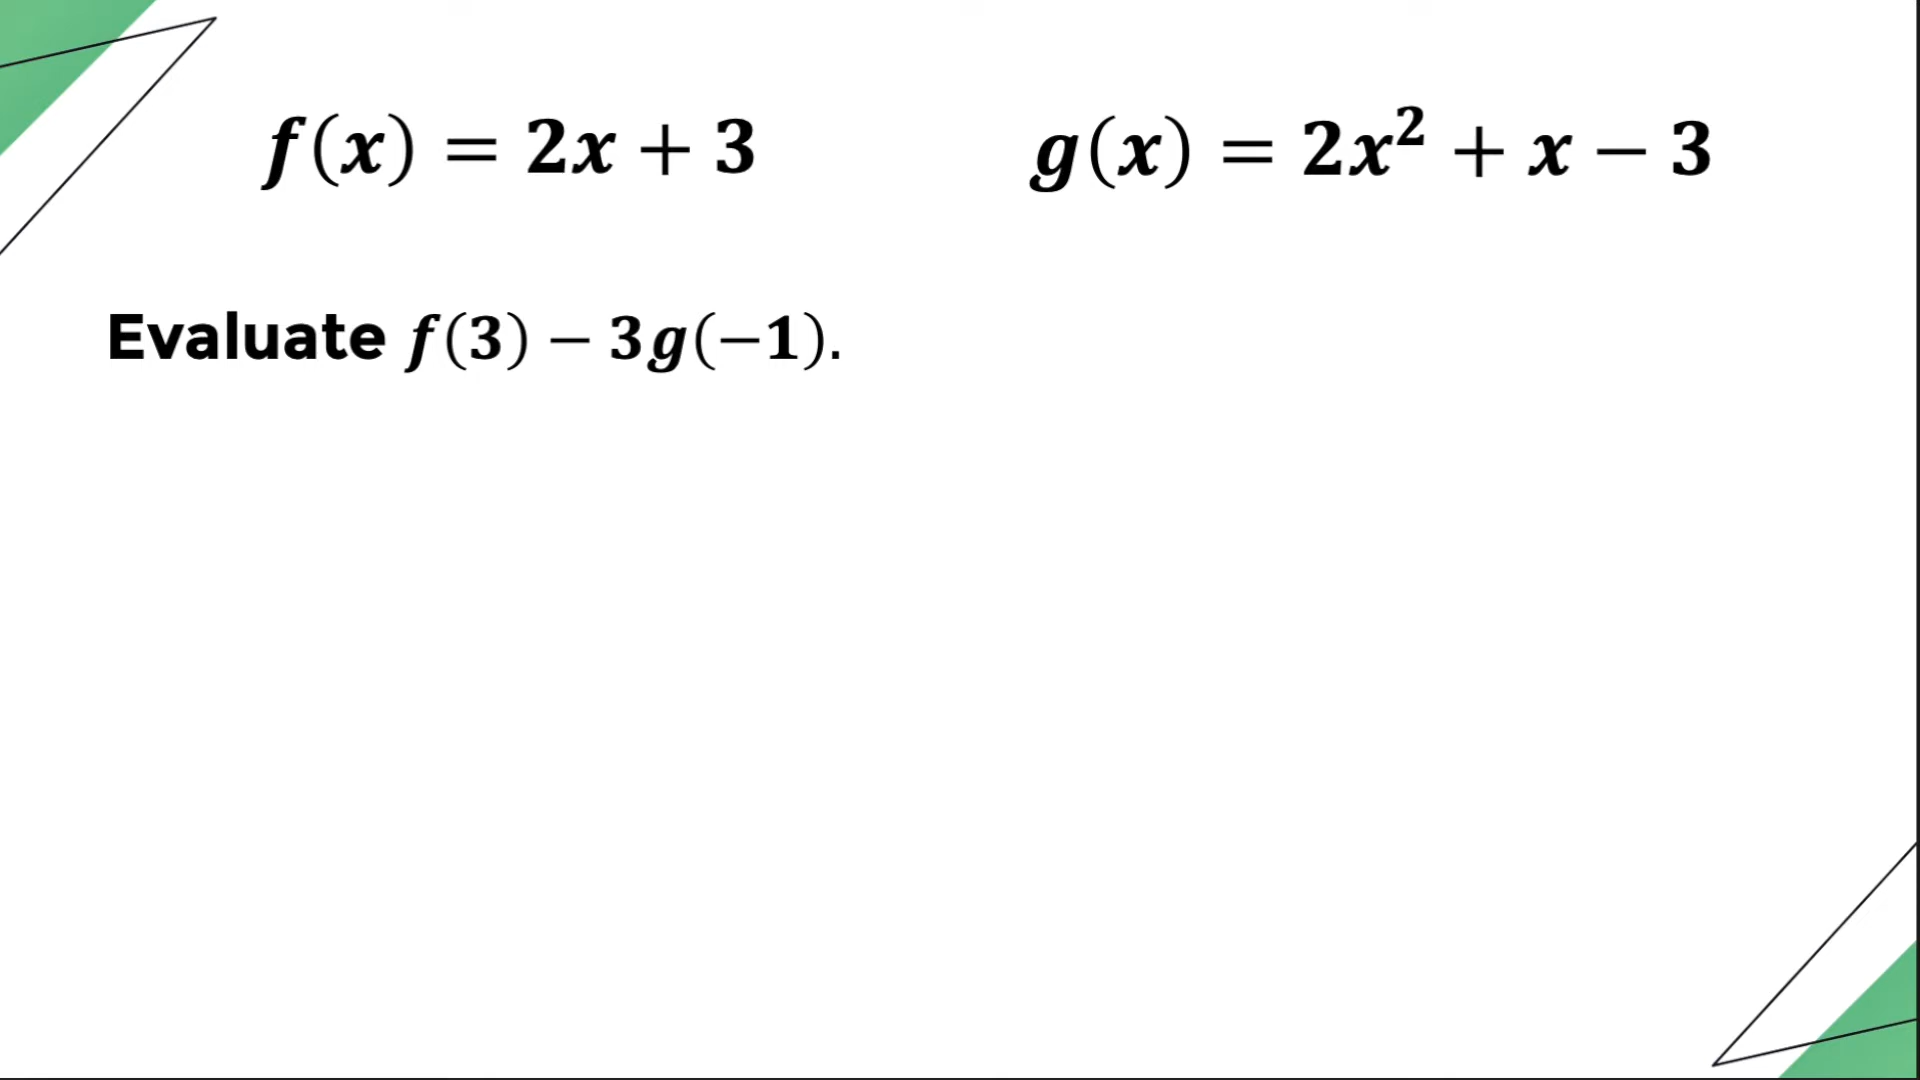 f(x) = 2x + 3
g(x) = 2x² + x − 3
Evaluate f(3) − 3g(−1).